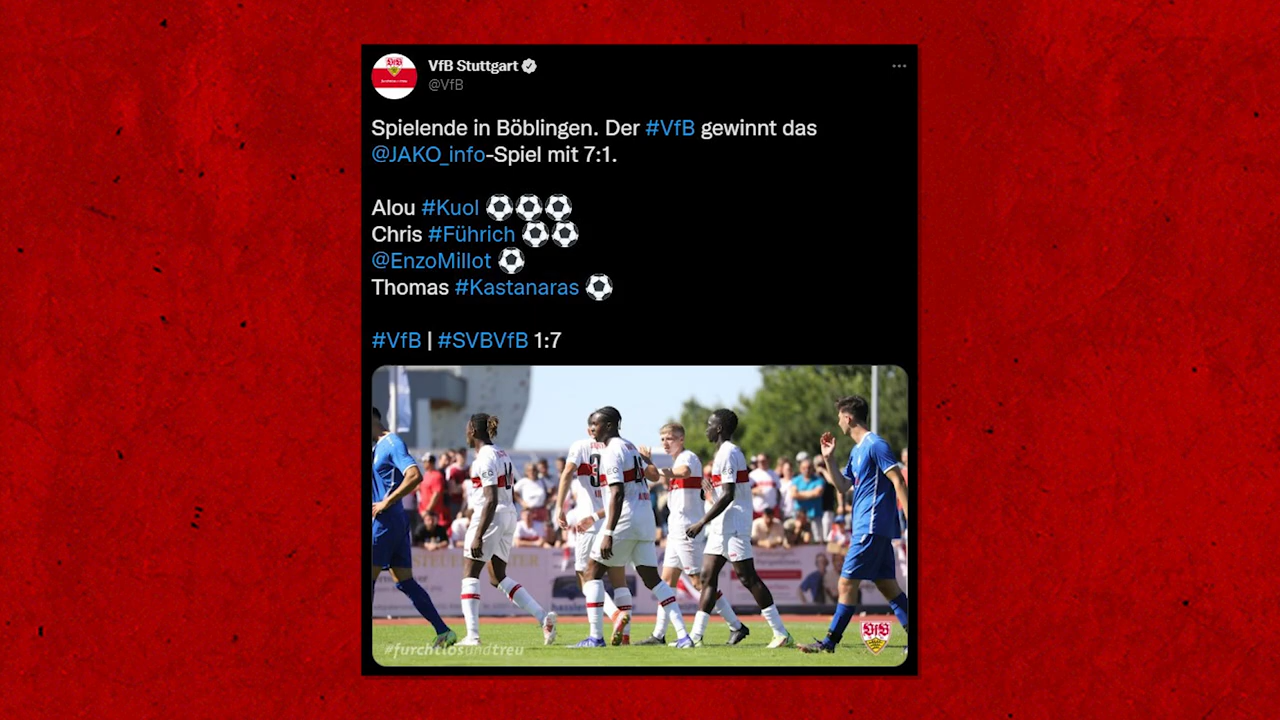 VfB Stuttgart
@VfB
Spielende in Böblingen. Der #VfB gewinnt das
@JAKO_info-Spiel mit 7:1.
Alou #Kuol ⚽⚽⚽
Chris #Führich ⚽⚽
@EnzoMillot ⚽
Thomas #Kastanaras ⚽
#VfB | #SVBVfB 1:7
#furchtlosundtreu
VfB